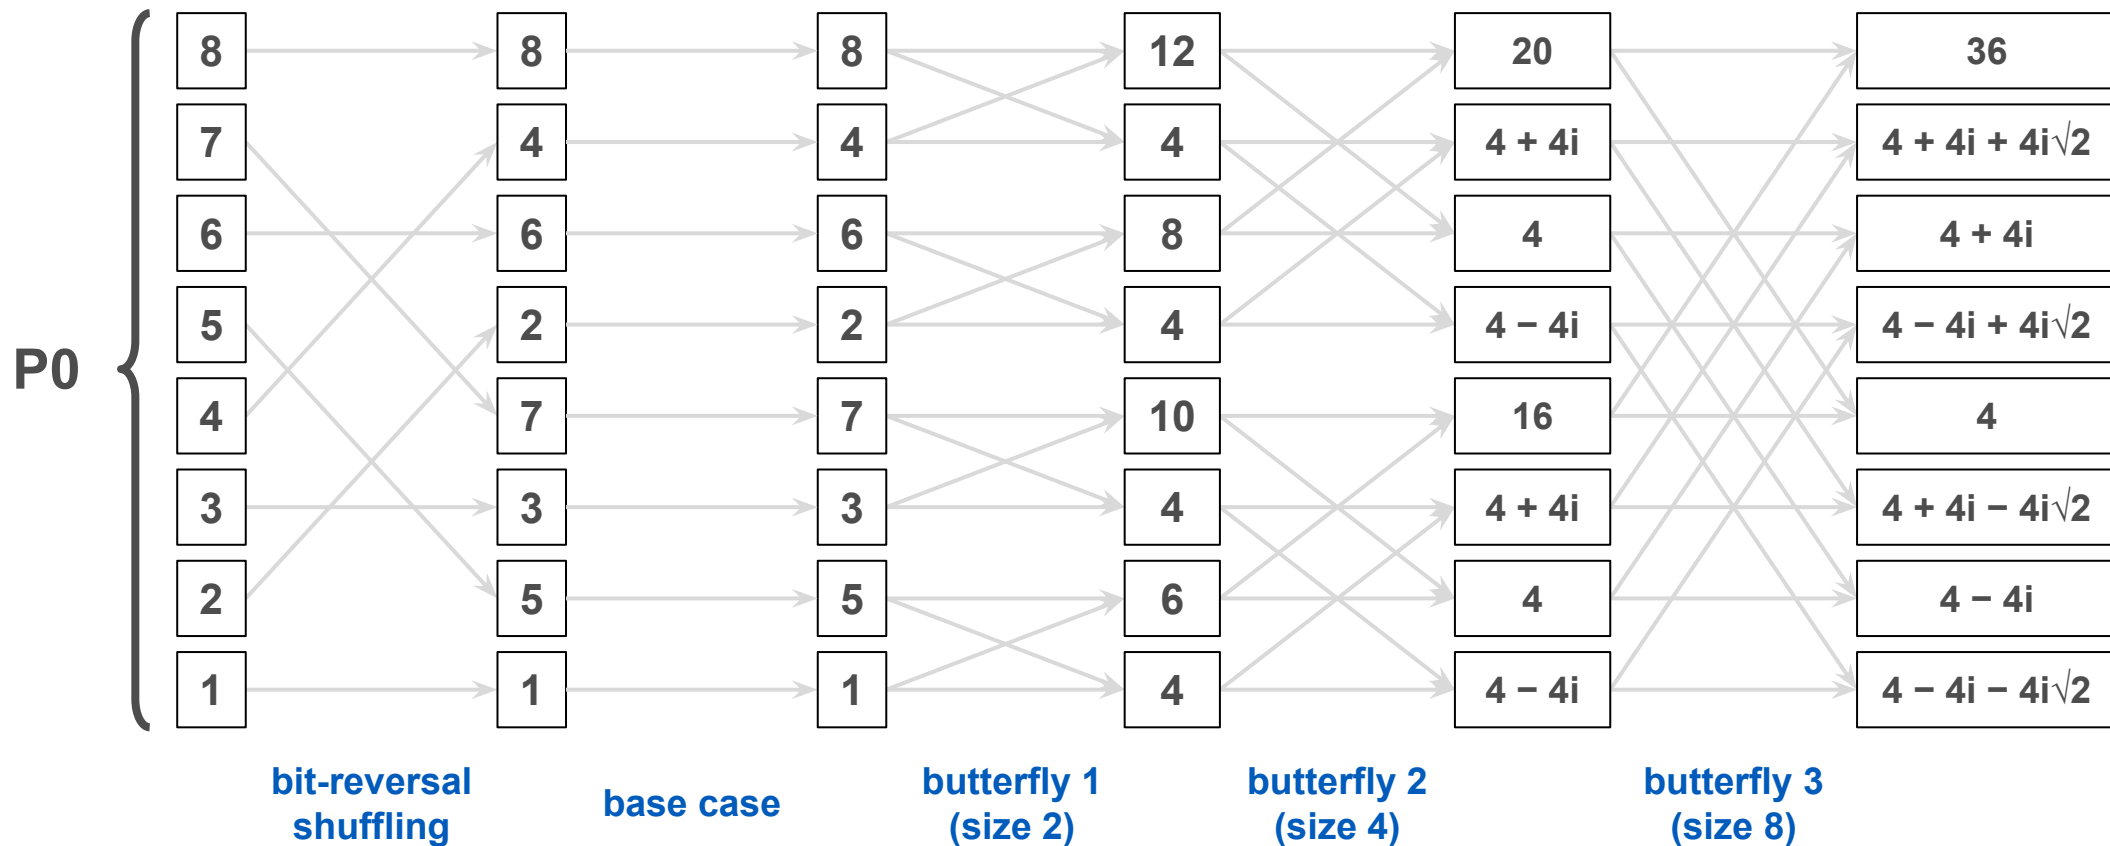 8 8 8 12 20 36
7 4 4 4 4 + 4i 4 + 4i + 4i√2
6 6 6 8 4 4 + 4i
5 2 2 4 4 − 4i 4 − 4i + 4i√2
P0
4 7 7 10 16 4
3 3 3 4 4 + 4i 4 + 4i − 4i√2
2 5 5 6 4 4 − 4i
1 1 1 4 4 − 4i 4 − 4i − 4i√2
bit-reversal
shuffling
base case
butterfly 1
(size 2)
butterfly 2
(size 4)
butterfly 3
(size 8)